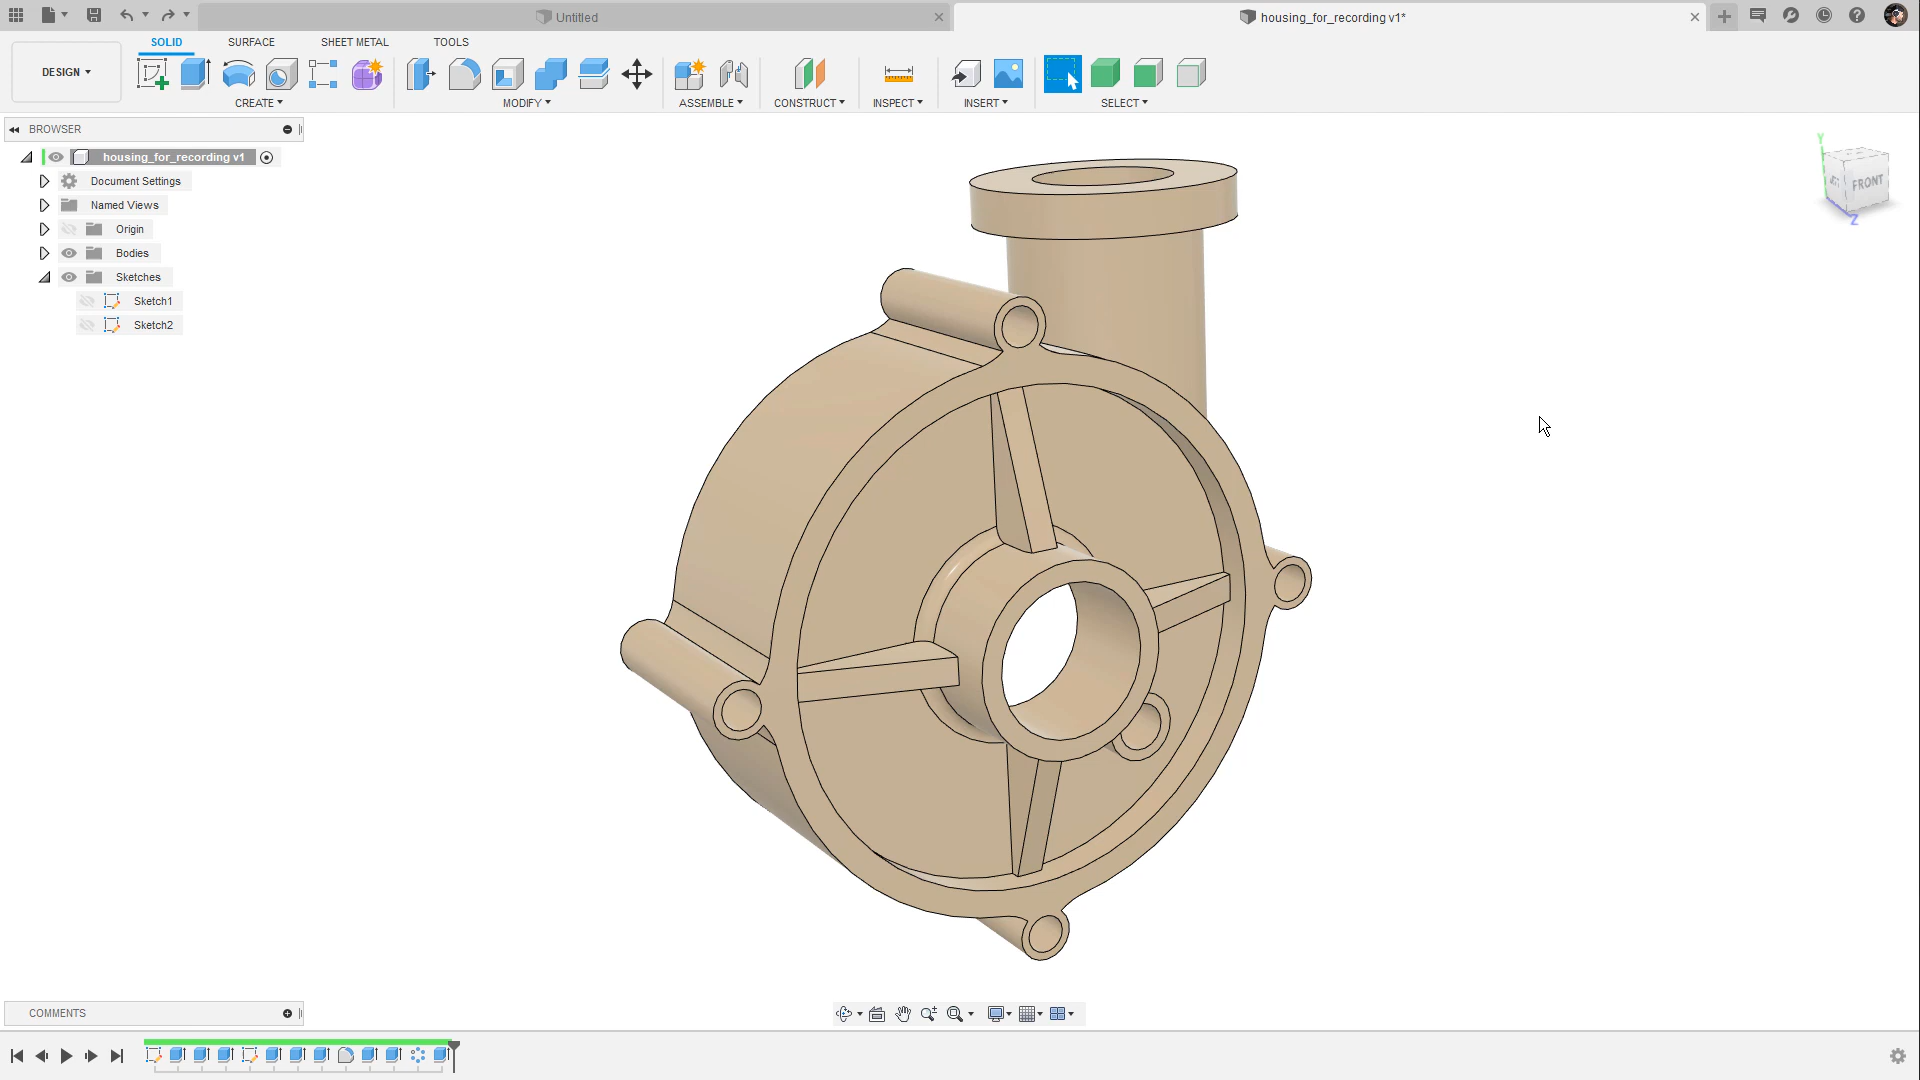 Untitled
housing_for_recording v1*
SOLID
SURFACE
SHEET METAL
TOOLS
DESIGN
CREATE
MODIFY
ASSEMBLE
CONSTRUCT
INSPECT
INSERT
SELECT
BROWSER
housing_for_recording v1
Document Settings
Named Views
Origin
Bodies
Sketches
Sketch1
Sketch2
Y
FRONT
Z
COMMENTS